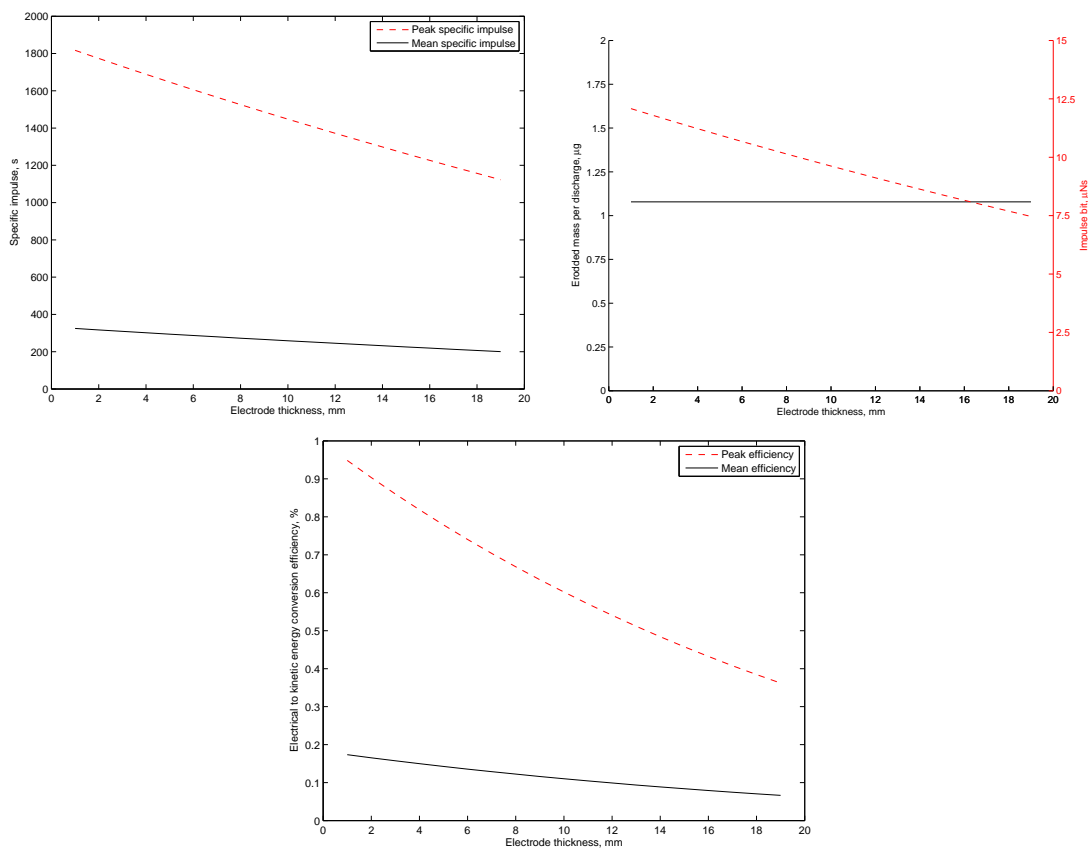 2000
1800
1600
1400
1200
1000
800
600
400
200
0
Specific impulse, s
0 2 4 6 8 10 12 14 16 18 20
Electrode thickness, mm
Peak specific impulse
Mean specific impulse
2
1.75
1.5
1.25
1
0.75
0.5
0.25
0
Erodded mass per discharge, μg
0 2 4 6 8 10 12 14 16 18 20
Electrode thickness, mm
15
12.5
10
7.5
5
2.5
0
Impulse bit, μNs
1
0.9
0.8
0.7
0.6
0.5
0.4
0.3
0.2
0.1
0
Electrical to kinetic energy conversion efficiency, %
0 2 4 6 8 10 12 14 16 18 20
Electrode thickness, mm
Peak efficiency
Mean efficiency